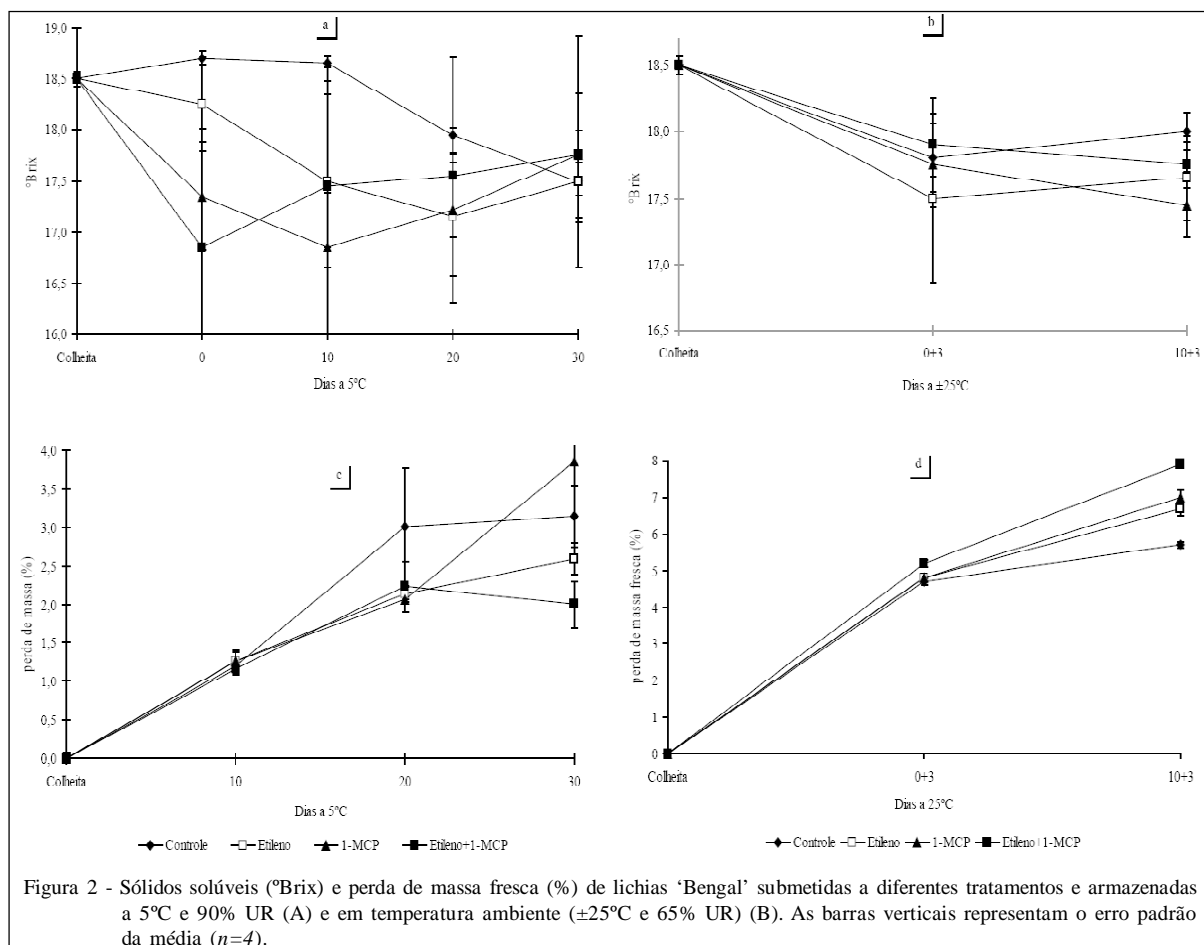 a
19,0
18,5
18,0
17,5
17,0
16,5
16,0
°Brix
Colheita 0 10 20 30
Dias a 5ºC
b
18,5
18,0
17,5
17,0
16,5
°Brix
Colheita 0+3 10+3
Dias a ±25ºC
c
4,0
3,5
3,0
2,5
2,0
1,5
1,0
0,5
0,0
perda de massa (%)
Colheita 10 20 30
Dias a 5ºC
Controle Etileno 1-MCP Etileno+1-MCP
d
8
7
6
5
4
3
2
1
0
perda de massa fresca (%)
Colheita 0+3 10+3
Dias a 25ºC
Controle Etileno 1-MCP Etileno+1-MCP
Figura 2 - Sólidos solúveis (ºBrix) e perda de massa fresca (%) de lichias ‘Bengal’ submetidas a diferentes tratamentos e armazenadas
a 5ºC e 90% UR (A) e em temperatura ambiente (±25ºC e 65% UR) (B). As barras verticais representam o erro padrão
da média (n=4).